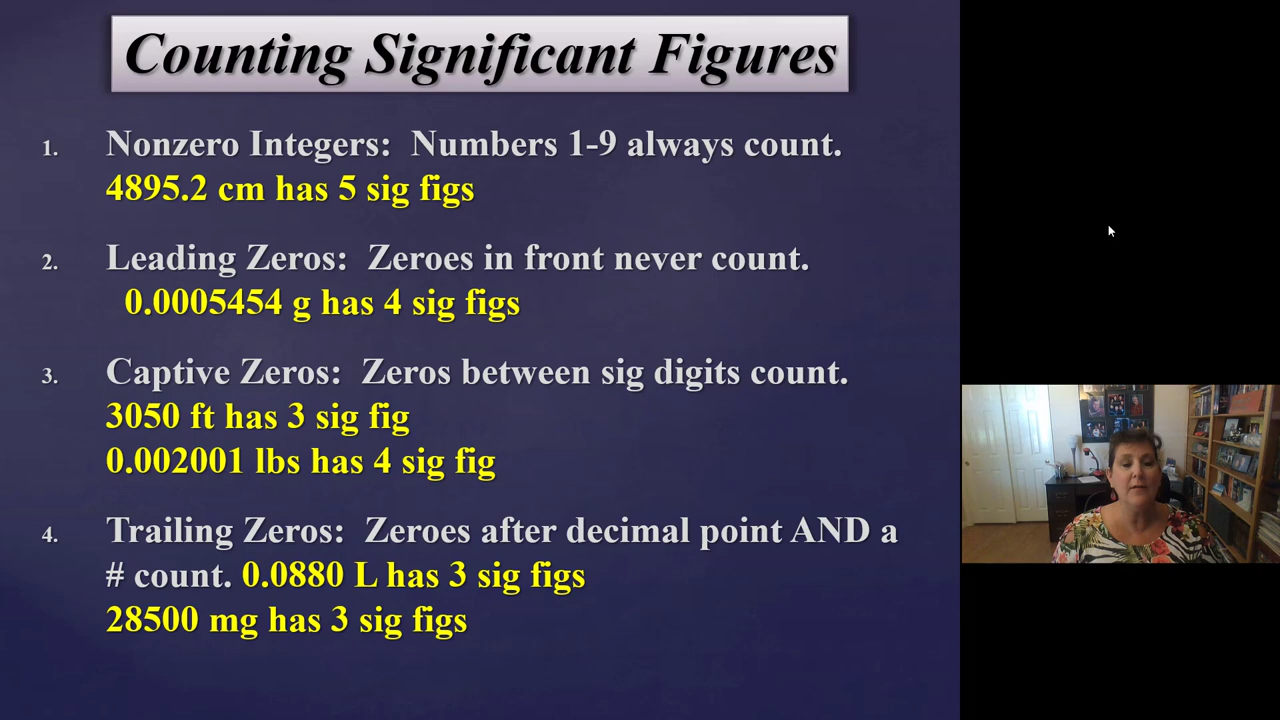 Counting Significant Figures
1. Nonzero Integers: Numbers 1-9 always count.
4895.2 cm has 5 sig figs
2. Leading Zeros: Zeroes in front never count.
0.0005454 g has 4 sig figs
3. Captive Zeros: Zeros between sig digits count.
3050 ft has 3 sig fig
0.002001 lbs has 4 sig fig
4. Trailing Zeros: Zeroes after decimal point AND a
# count. 0.0880 L has 3 sig figs
28500 mg has 3 sig figs